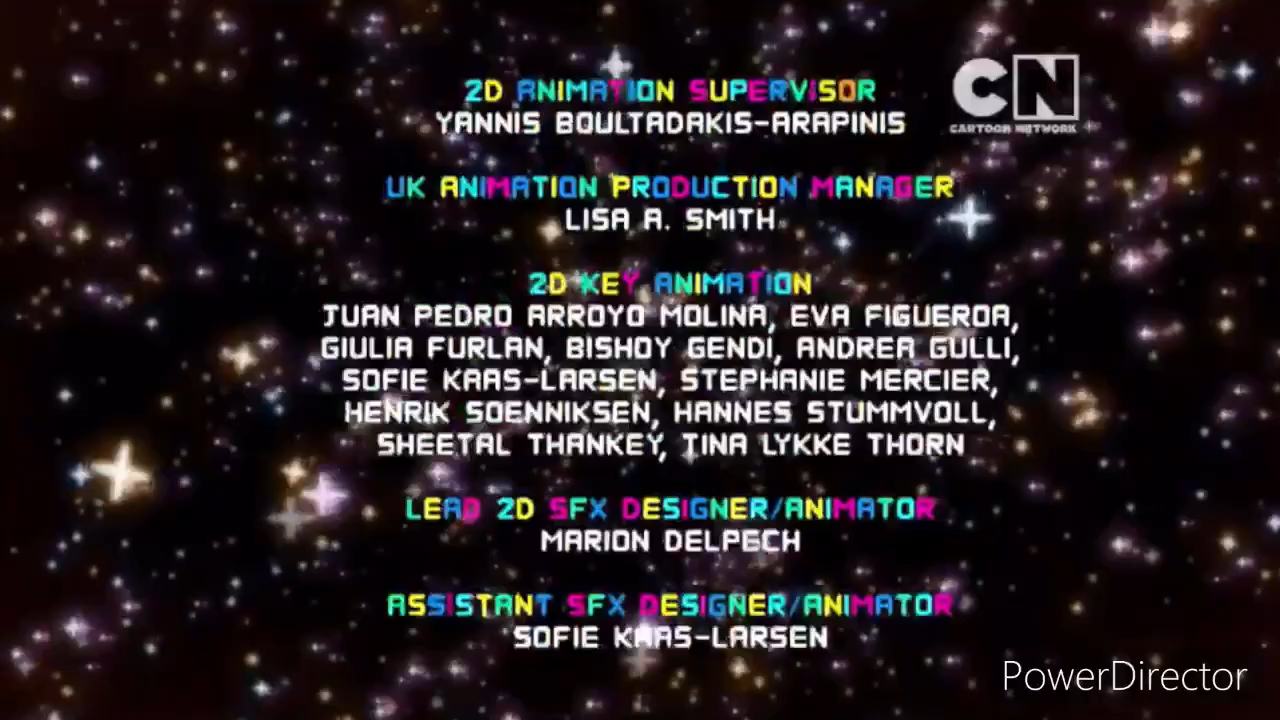 2D ANIMATION SUPERVISOR
YANNIS BOULTADAKIS-ARAPINIS
CN
CARTOON NETWORK
UK ANIMATION PRODUCTION MANAGER
LISA A. SMITH
2D KEY ANIMATION
JUAN PEDRO ARROYO MOLINA, EVA FIGUEROA,
GIULIA FURLAN, BISHOY GENDI, ANDREA GULLI,
SOFIE KAAS-LARSEN, STEPHANIE MERCIER,
HENRIK SOENNIKSEN, HANNES STUMMVOLL,
SHEETAL THANKEY, TINA LYKKE THORN
LEAD 2D SFX DESIGNER/ANIMATOR
MARION DELPECH
ASSISTANT SFX DESIGNER/ANIMATOR
SOFIE KAAS-LARSEN
PowerDirector